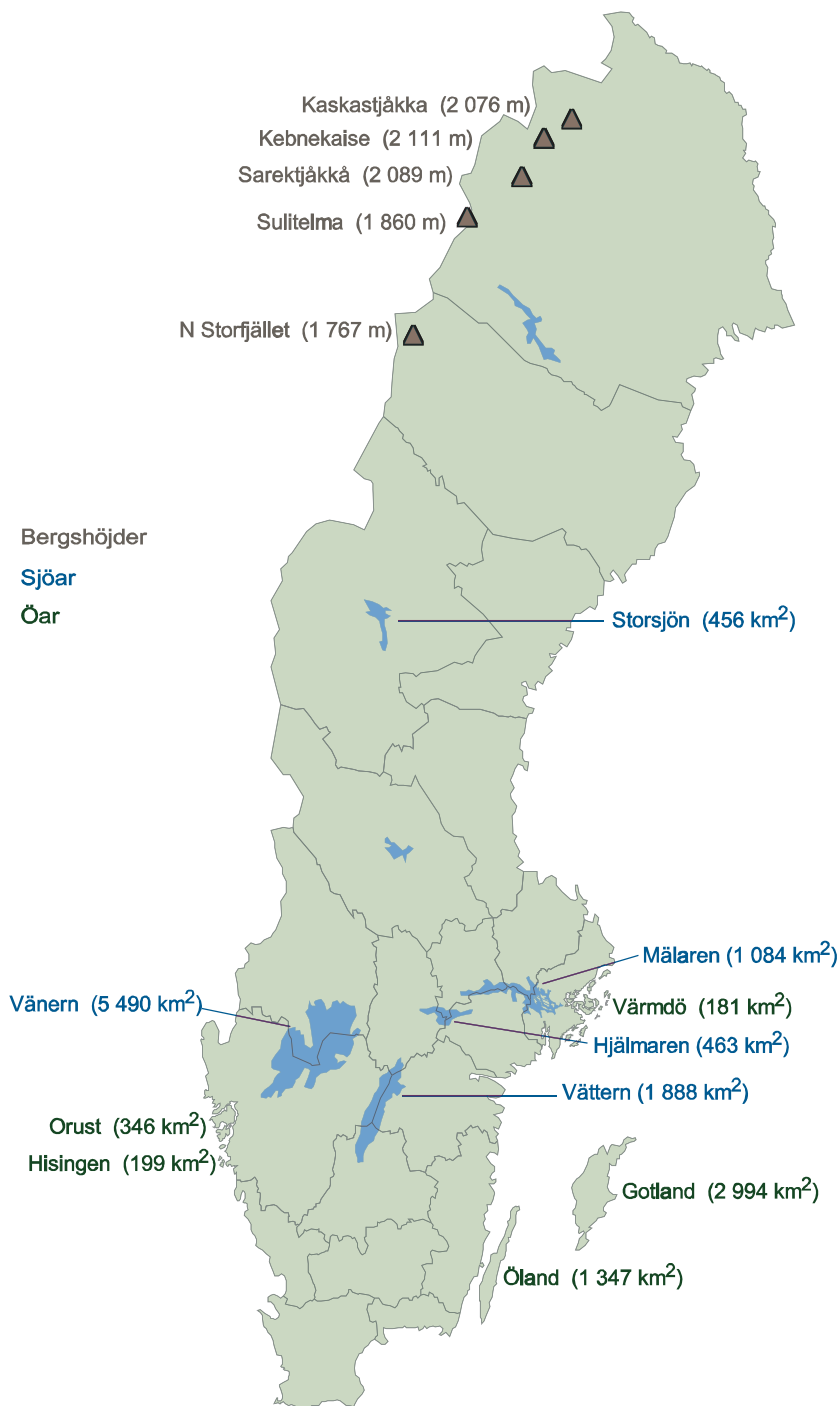 Kaskastjåkka (2 076 m)
Kebnekaise (2 111 m)
Sarektjåkkå (2 089 m)
Sulitelma (1 860 m)
N Storfjället (1 767 m)
Bergshöjder
Sjöar
Öar
Storsjön (456 km²)
Mälaren (1 084 km²)
Vänern (5 490 km²)
Värmdö (181 km²)
Hjälmaren (463 km²)
Vättern (1 888 km²)
Orust (346 km²)
Hisingen (199 km²)
Gotland (2 994 km²)
Öland (1 347 km²)